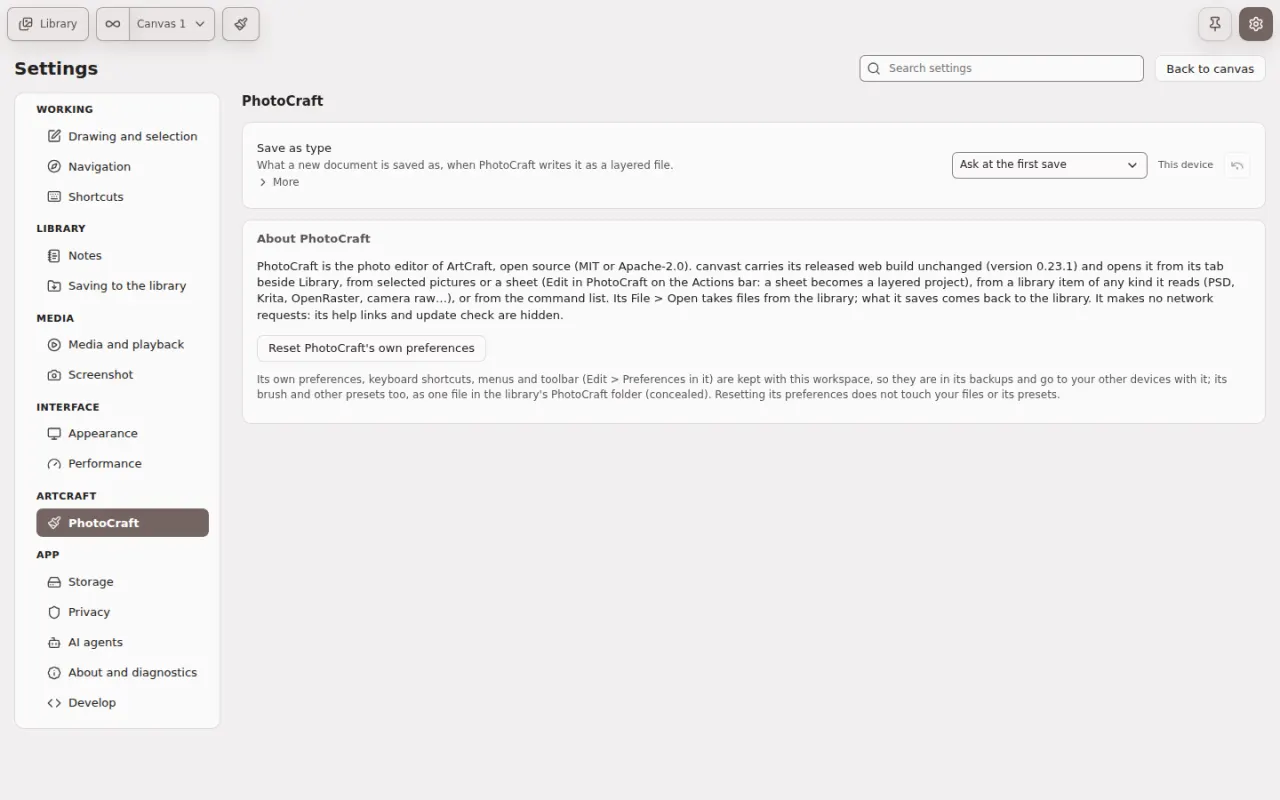 Library
Canvas 1
Settings
Search settings
Back to canvas
WORKING
Drawing and selection
Navigation
Shortcuts
LIBRARY
Notes
Saving to the library
MEDIA
Media and playback
Screenshot
INTERFACE
Appearance
Performance
ARTCRAFT
PhotoCraft
APP
Storage
Privacy
AI agents
About and diagnostics
Develop
PhotoCraft
Save as type
What a new document is saved as, when PhotoCraft writes it as a layered file.
More
Ask at the first save
This device
About PhotoCraft
PhotoCraft is the photo editor of ArtCraft, open source (MIT or Apache-2.0). canvast carries its released web build unchanged (version 0.23.1) and opens it from its tab
beside Library, from selected pictures or a sheet (Edit in PhotoCraft on the Actions bar: a sheet becomes a layered project), from a library item of any kind it reads (PSD,
Krita, OpenRaster, camera raw…), or from the command list. Its File > Open takes files from the library; what it saves comes back to the library. It makes no network
requests: its help links and update check are hidden.
Reset PhotoCraft's own preferences
Its own preferences, keyboard shortcuts, menus and toolbar (Edit > Preferences in it) are kept with this workspace, so they are in its backups and go to your other devices with it; its
brush and other presets too, as one file in the library's PhotoCraft folder (concealed). Resetting its preferences does not touch your files or its presets.